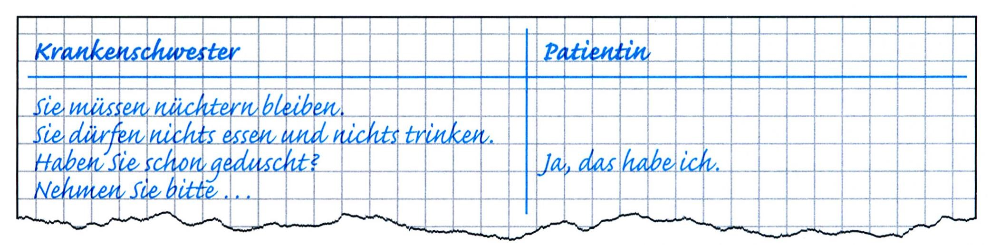 Krankenschwester Patientin
Sie müssen nüchtern bleiben.
Sie dürfen nichts essen und nichts trinken.
Haben Sie schon geduscht? Ja, das habe ich.
Nehmen Sie bitte . . .